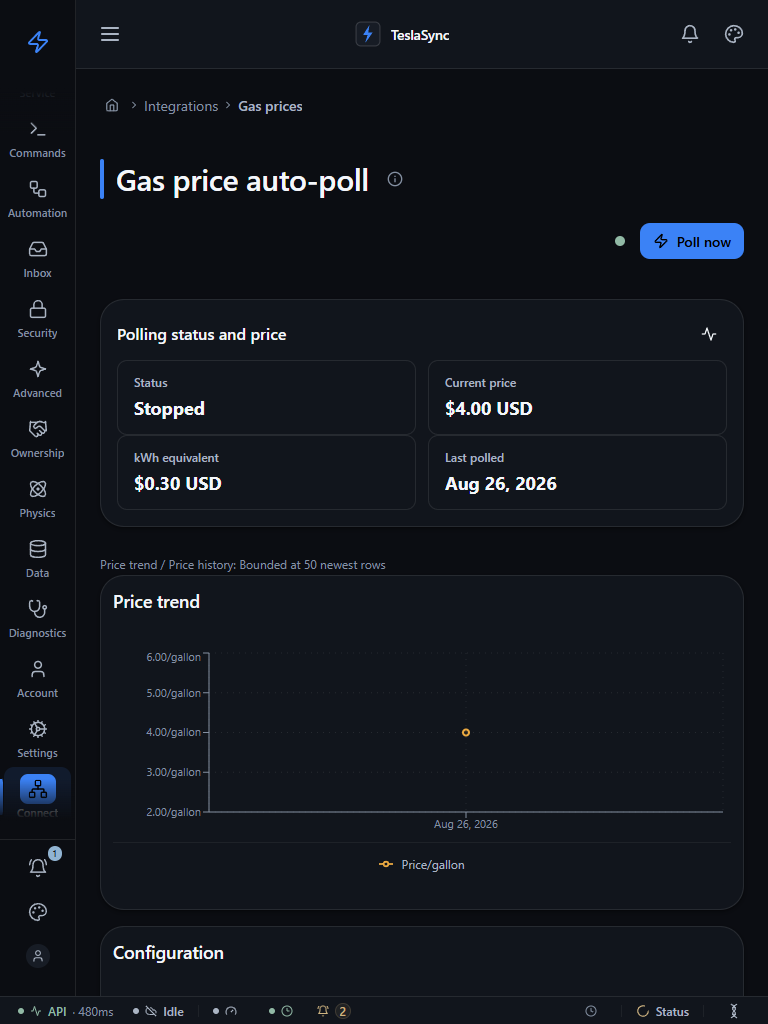 TeslaSync
Commands
Automation
Inbox
Security
Advanced
Ownership
Physics
Data
Diagnostics
Account
Settings
Connect
1
Integrations
Gas prices
Gas price auto-poll
Poll now
Polling status and price
Status
Stopped
Current price
$4.00 USD
kWh equivalent
$0.30 USD
Last polled
Aug 26, 2026
Price trend / Price history: Bounded at 50 newest rows
Price trend
6.00/gallon
5.00/gallon
4.00/gallon
3.00/gallon
2.00/gallon
Aug 26, 2026
Price/gallon
Configuration
API · 480ms
Idle
2
Status